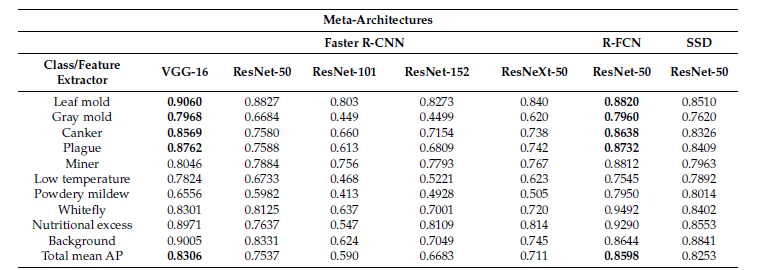 Meta-Architectures
Faster R-CNN R-FCN SSD
Class/Feature Extractor VGG-16 ResNet-50 ResNet-101 ResNet-152 ResNeXt-50 ResNet-50 ResNet-50
Leaf mold 0.9060 0.8827 0.803 0.8273 0.840 0.8820 0.8510
Gray mold 0.7968 0.6684 0.449 0.4499 0.620 0.7960 0.7620
Canker 0.8569 0.7580 0.660 0.7154 0.738 0.8638 0.8326
Plague 0.8762 0.7588 0.613 0.6809 0.742 0.8732 0.8409
Miner 0.8046 0.7884 0.756 0.7793 0.767 0.8812 0.7963
Low temperature 0.7824 0.6733 0.468 0.5221 0.623 0.7545 0.7892
Powdery mildew 0.6556 0.5982 0.413 0.4928 0.505 0.7950 0.8014
Whitefly 0.8301 0.8125 0.637 0.7001 0.720 0.9492 0.8402
Nutritional excess 0.8971 0.7637 0.547 0.8109 0.814 0.9290 0.8553
Background 0.9005 0.8331 0.624 0.7049 0.745 0.8644 0.8841
Total mean AP 0.8306 0.7537 0.590 0.6683 0.711 0.8598 0.8253